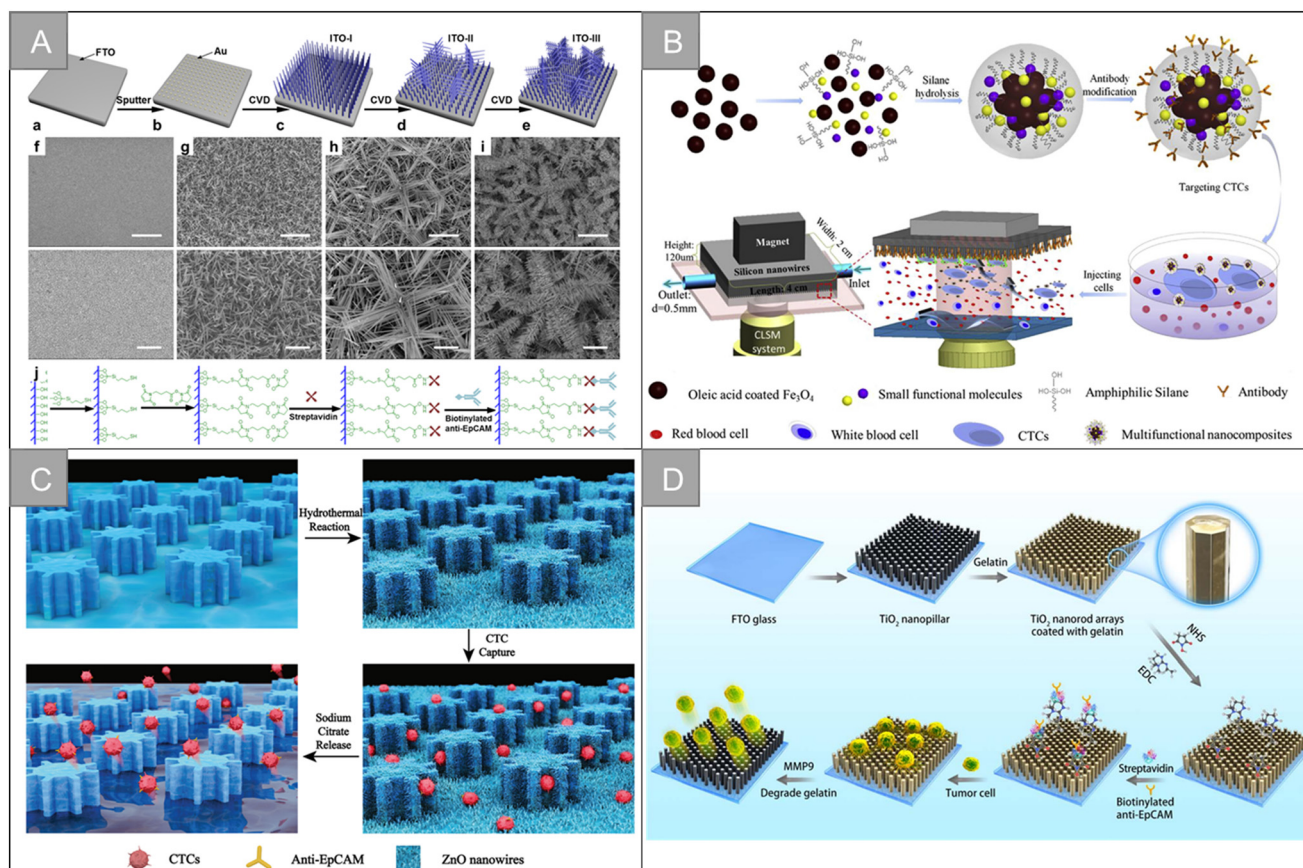 A
FTO
Au
ITO-I
ITO-II
ITO-III
Sputter
CVD
CVD
CVD
a
b
c
d
e
f
g
h
i
j
Streptavidin
Biotinylated
anti-EpCAM
B
Silane
hydrolysis
Antibody
modification
Targeting CTCs
Height:
120um
Magnet
Width: 2 cm
Silicon nanowires
Length: 4 cm
Inlet
Outlet:
d=0.5mm
CLSM
system
Injecting
cells
Oleic acid coated Fe₃O₄
Small functional molecules
Amphiphilic Silane
Antibody
Red blood cell
White blood cell
CTCs
Multifunctional nanocomposites
C
Hydrothermal
Reaction
CTC
Capture
Sodium
Citrate
Release
CTCs
Anti-EpCAM
ZnO nanowires
D
FTO glass
TiO₂ nanopillar
Gelatin
TiO₂ nanorod arrays
coated with gelatin
NHS
EDC
Streptavidin
Biotinylated
anti-EpCAM
Tumor cell
MMP9
Degrade gelatin